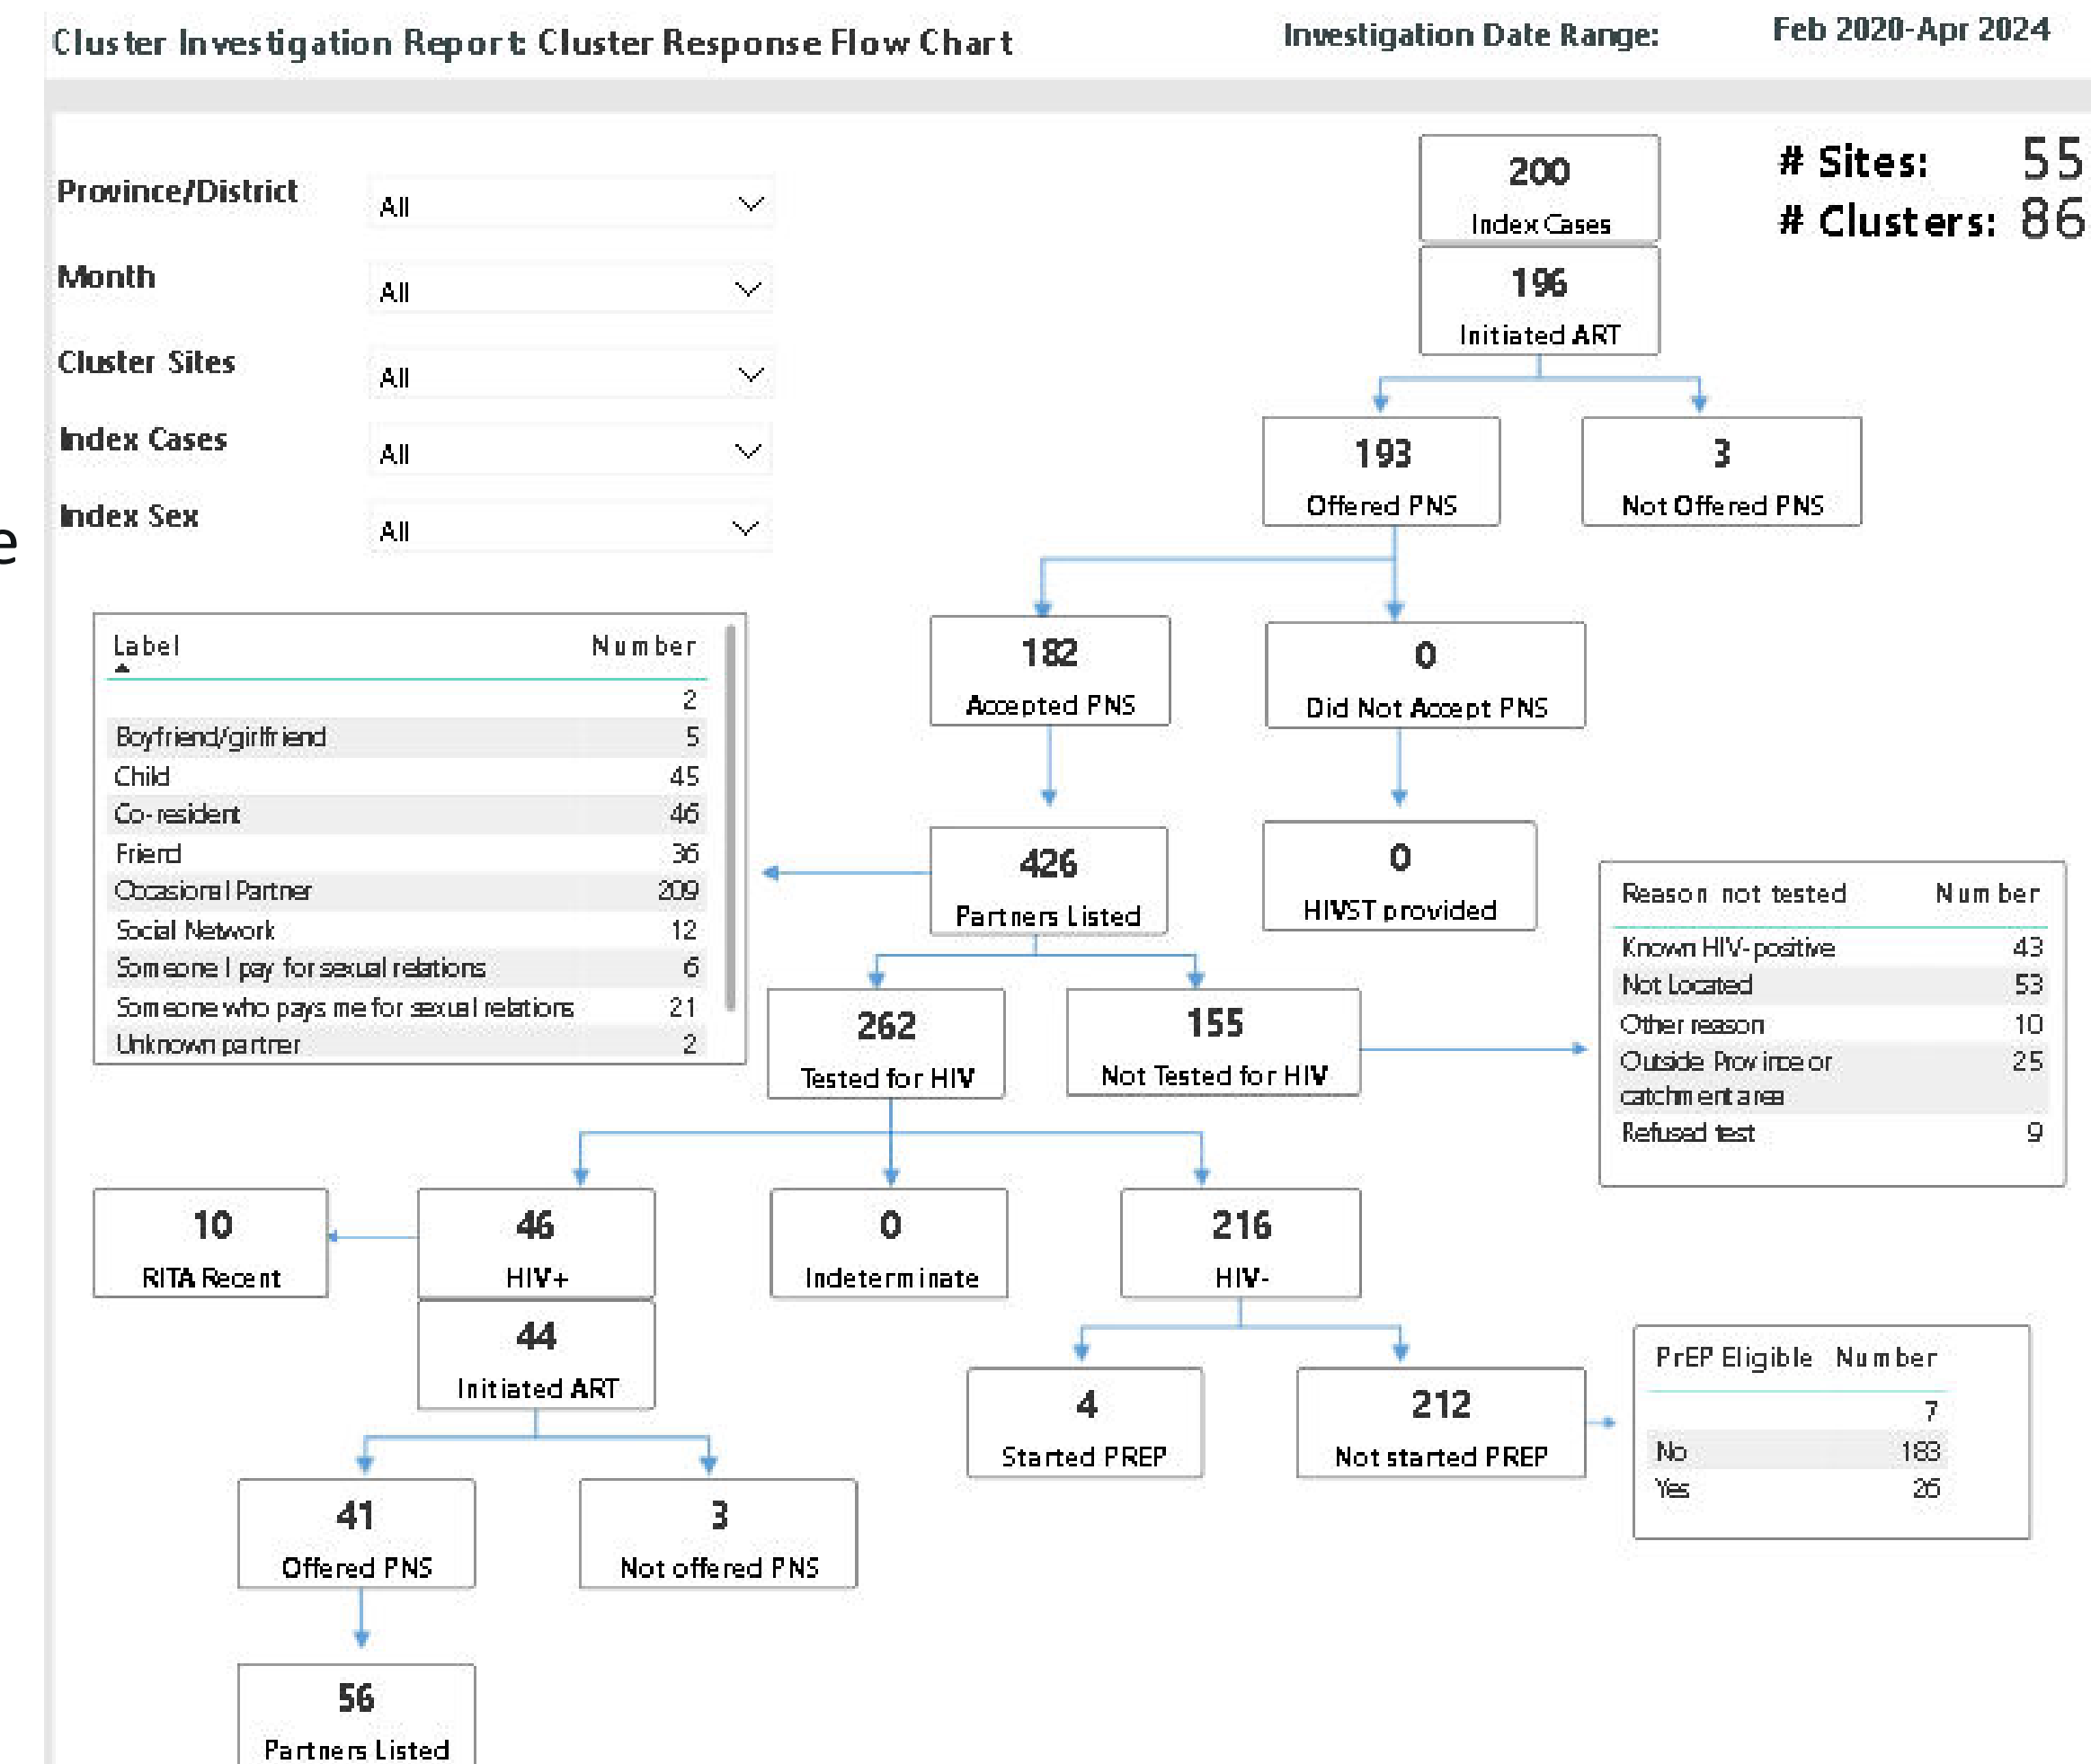 Cluster Investigation Report: Cluster Response Flow Chart
Investigation Date Range: Feb 2020-Apr 2024
# Sites: 55
# Clusters: 86
Province/District All
Month All
Cluster Sites All
Index Cases All
Index Sex All
e
200
Index Cases
196
Initiated ART
193
Offered PNS
3
Not Offered PNS
182
Accepted PNS
0
Did Not Accept PNS
426
Partners Listed
0
HIVST provided
Label Number
2
Boyfriend/girlfriend 5
Child 45
Co-resident 46
Friend 36
Occasional Partner 209
Social Network 12
Someone I pay for sexual relations 6
Someone who pays me for sexual relations 21
Unknown partner 2
262
Tested for HIV
155
Not Tested for HIV
Reason not tested Number
Known HIV-positive 43
Not Located 53
Other reason 10
Outside Province or 25
catchment area
Refused test 9
10
RITA Recent
46
HIV+
0
Indeterminate
216
HIV-
44
Initiated ART
4
Started PREP
212
Not started PREP
PrEP Eligible Number
7
No 183
Yes 26
41
Offered PNS
3
Not offered PNS
56
Partners Listed